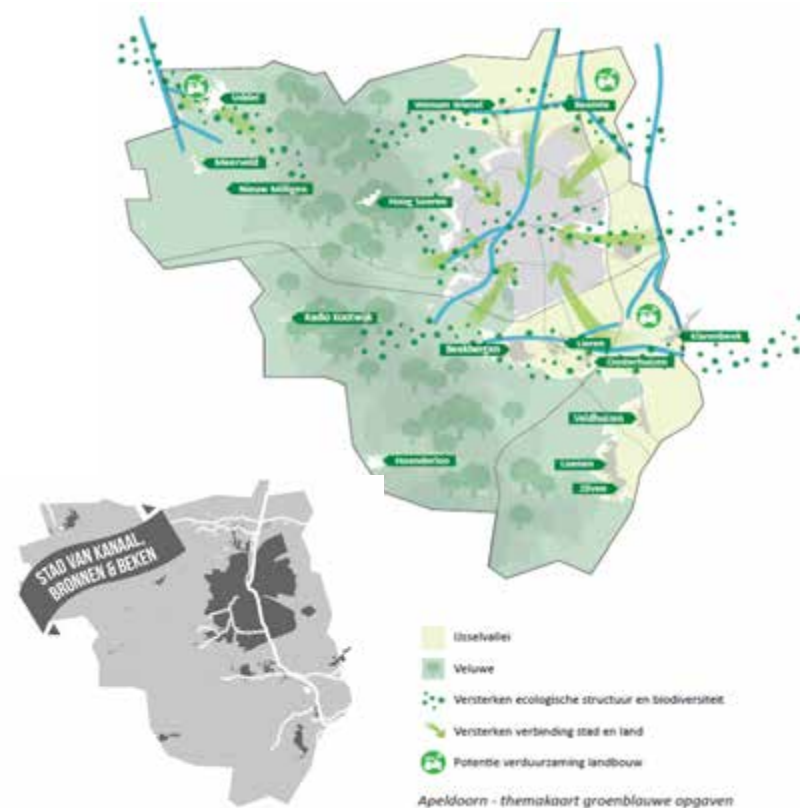 Uddel
Meerveld
Nieuw Milligen
Hoog Soeren
Wenum Wiesel
Beemte
Radio Kootwijk
Beekbergen
Lieren
Klarenbeek
Oosterhuizen
Veldhuizen
Hoenderloo
Loenen
Zilven
STAD VAN KANAAL,
BRONNEN & BEKEN
IJsselvallei
Veluwe
Versterken ecologische structuur en biodiversiteit
Versterken verbinding stad en land
Potentie verduurzaming landbouw
Apeldoorn - themakaart groenblauwe opgaven